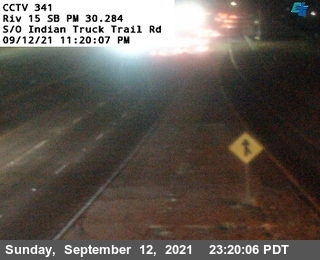 CCTV 341
Riv 15 SB PM 30.284
S/O Indian Truck Trail Rd
09/12/21 11:20:07 PM
Sunday, September 12, 2021 23:20:06 PDT